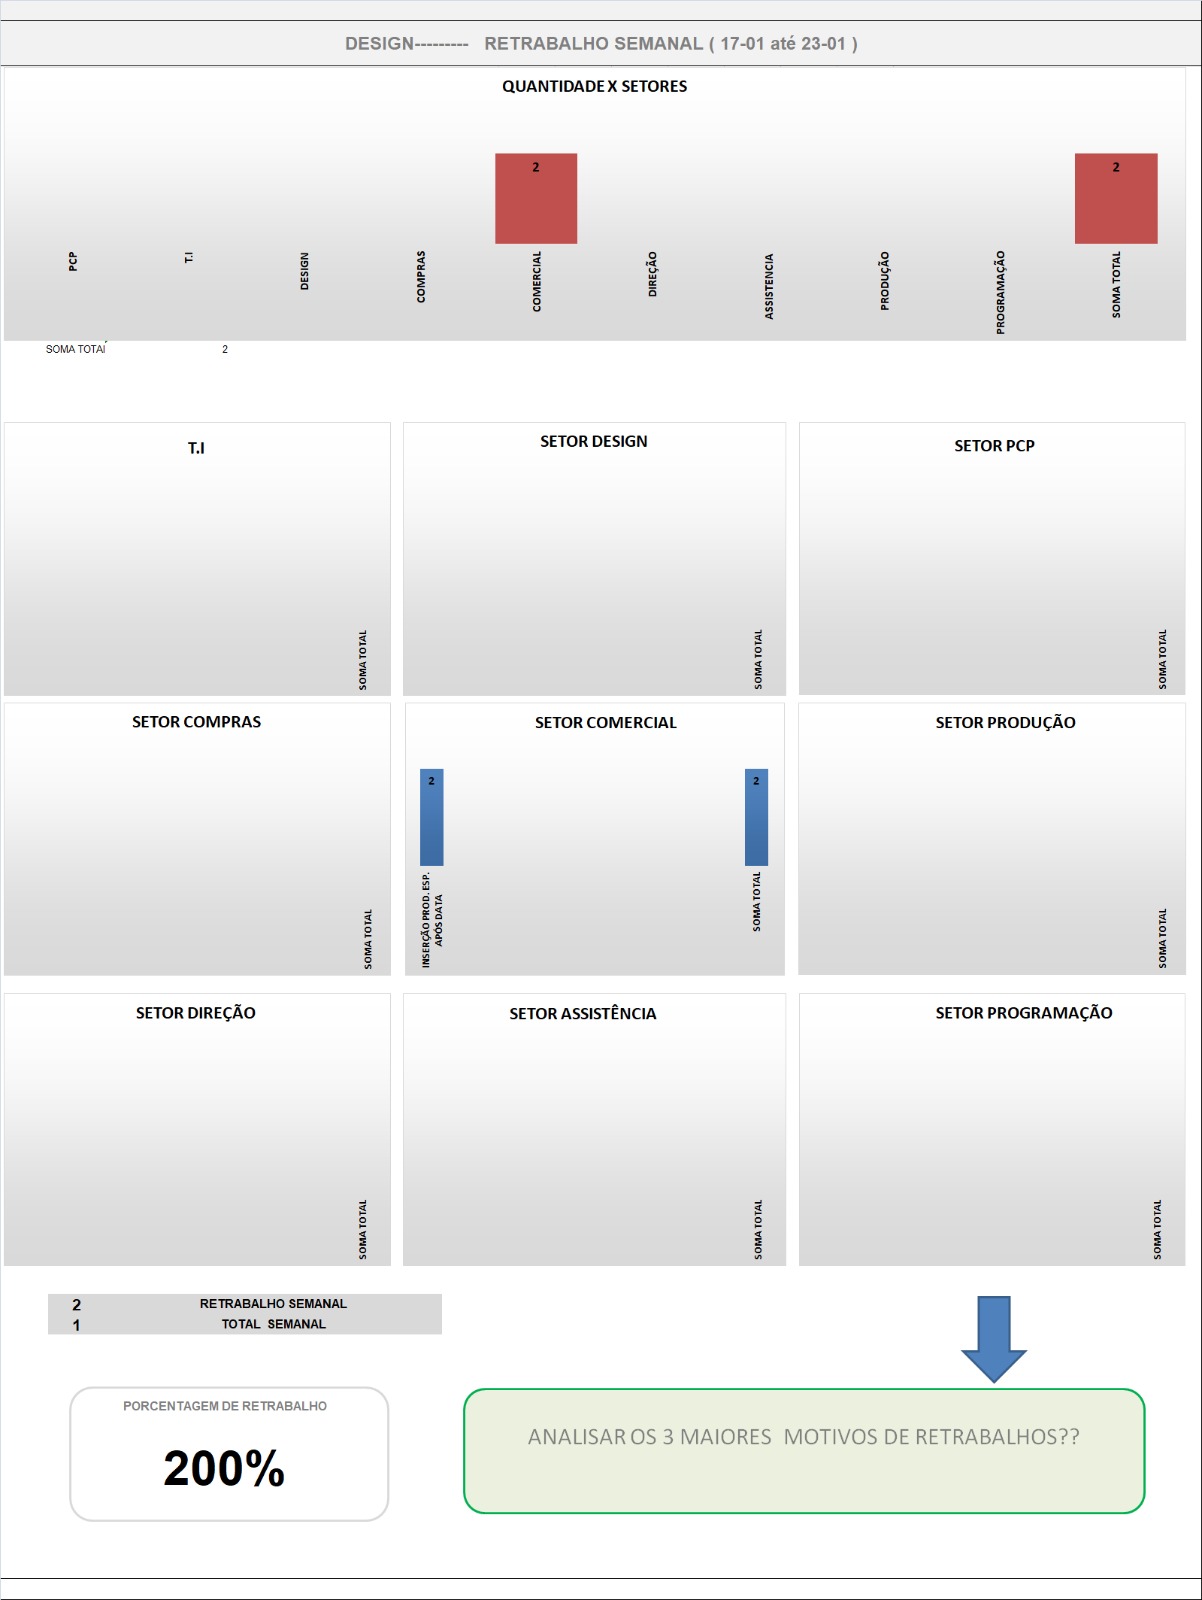 DESIGN--------- RETRABALHO SEMANAL ( 17-01 até 23-01 )
QUANTIDADE X SETORES
2
2
PCP
T.I
DESIGN
COMPRAS
COMERCIAL
DIREÇÃO
ASSISTENCIA
PRODUÇÃO
PROGRAMAÇÃO
SOMA TOTAL
SOMA TOTAL 2
T.I
SOMA TOTAL
SETOR DESIGN
SOMA TOTAL
SETOR PCP
SOMA TOTAL
SETOR COMPRAS
SOMA TOTAL
SETOR COMERCIAL
2
2
INSERÇÃO PROD. ESP.
APÓS DATA
SOMA TOTAL
SETOR PRODUÇÃO
SOMA TOTAL
SETOR DIREÇÃO
SOMA TOTAL
SETOR ASSISTÊNCIA
SOMA TOTAL
SETOR PROGRAMAÇÃO
SOMA TOTAL
2 RETRABALHO SEMANAL
1 TOTAL SEMANAL
PORCENTAGEM DE RETRABALHO
200%
ANALISAR OS 3 MAIORES MOTIVOS DE RETRABALHOS??